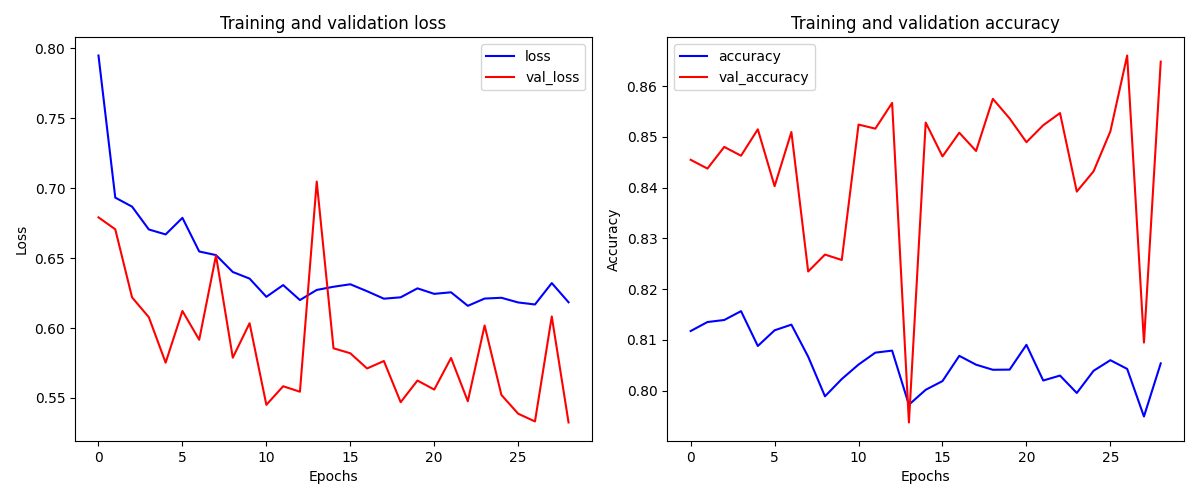 Training and validation loss
loss
val_loss
0.80
0.75
0.70
0.65
0.60
0.55
Loss
0
5
10
15
20
25
Epochs
Training and validation accuracy
accuracy
val_accuracy
0.86
0.85
0.84
0.83
0.82
0.81
0.80
Accuracy
0
5
10
15
20
25
Epochs